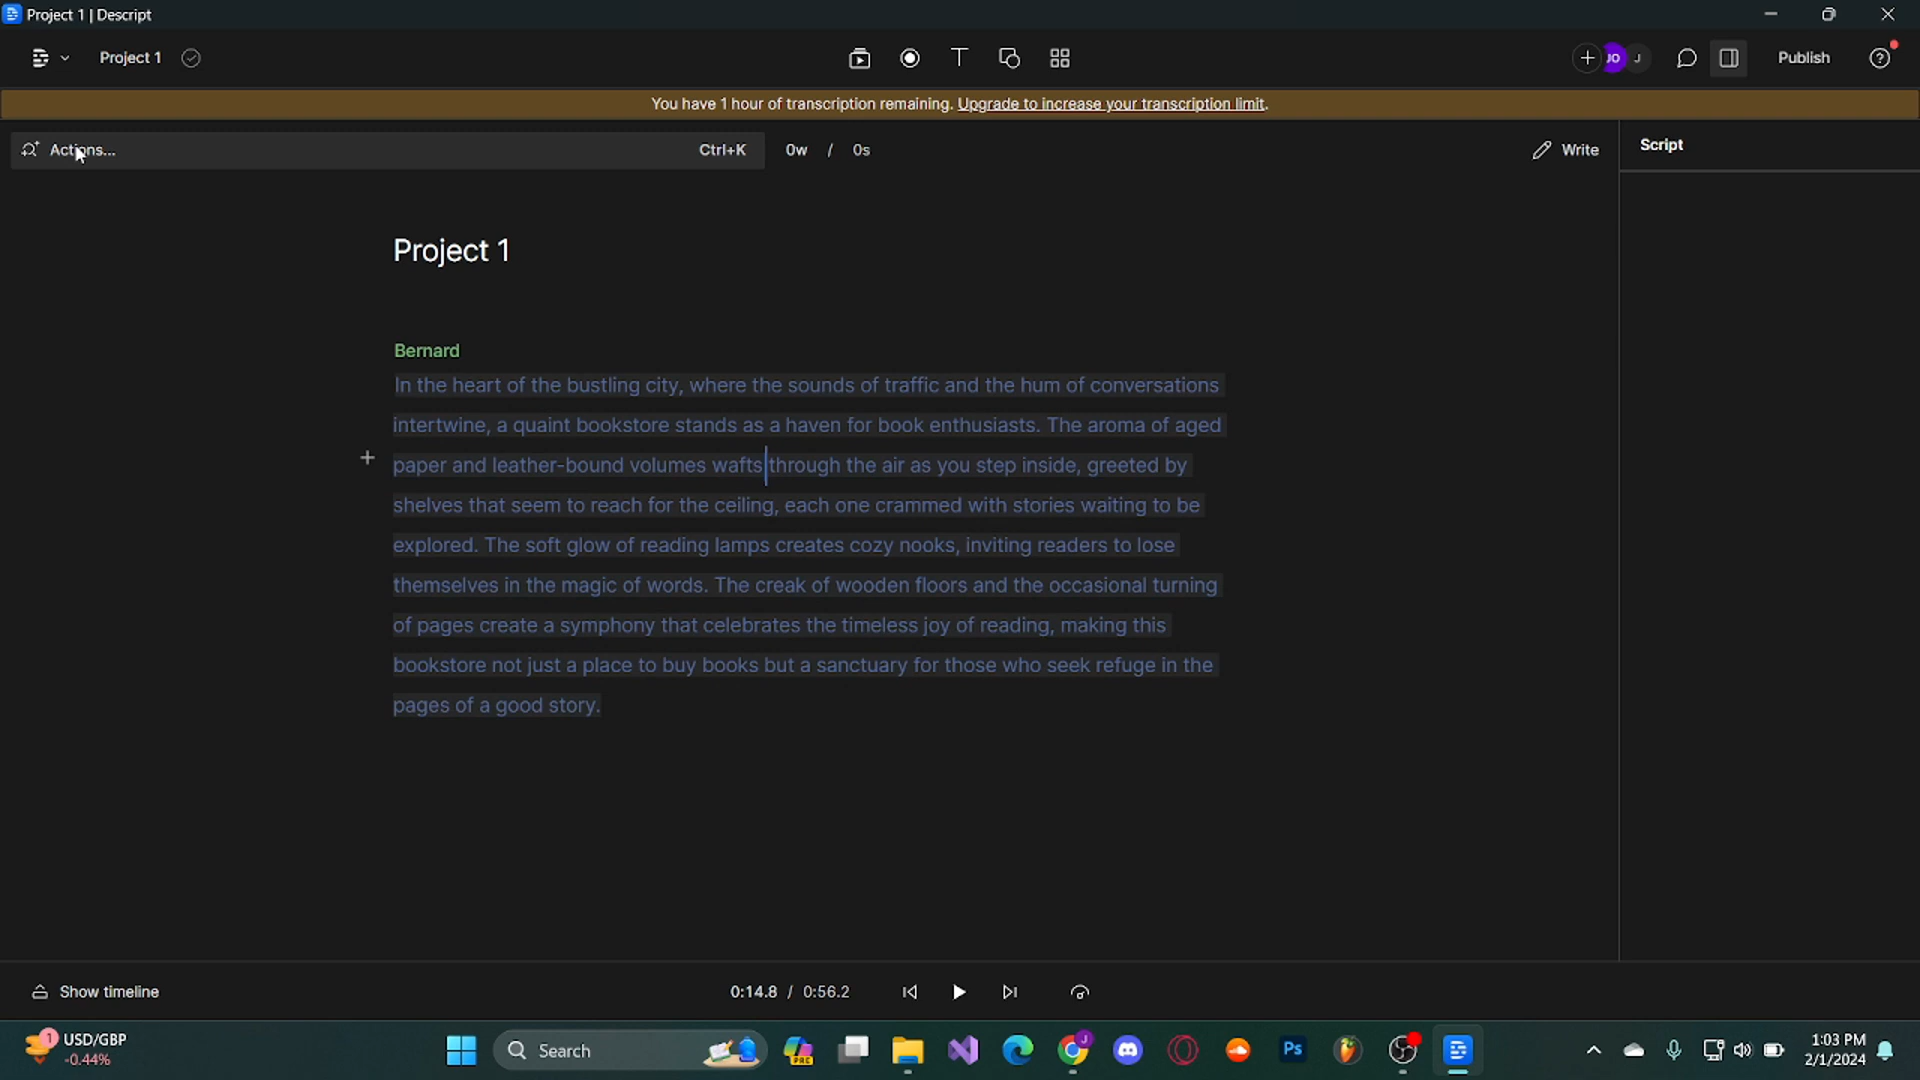 Project 1 | Descript
Project 1
JO
J
Publish
You have 1 hour of transcription remaining. Upgrade to increase your transcription limit.
Actions...
Ctrl+K
0w / 0s
Write
Script
Project 1
Bernard
In the heart of the bustling city, where the sounds of traffic and the hum of conversations
intertwine, a quaint bookstore stands as a haven for book enthusiasts. The aroma of aged
paper and leather-bound volumes wafts through the air as you step inside, greeted by
shelves that seem to reach for the ceiling, each one crammed with stories waiting to be
explored. The soft glow of reading lamps creates cozy nooks, inviting readers to lose
themselves in the magic of words. The creak of wooden floors and the occasional turning
of pages create a symphony that celebrates the timeless joy of reading, making this
bookstore not just a place to buy books but a sanctuary for those who seek refuge in the
pages of a good story.
Show timeline
0:14.8 / 0:56.2
1
USD/GBP
-0.44%
Search
PRE
J
Ps
1:03 PM
2/1/2024